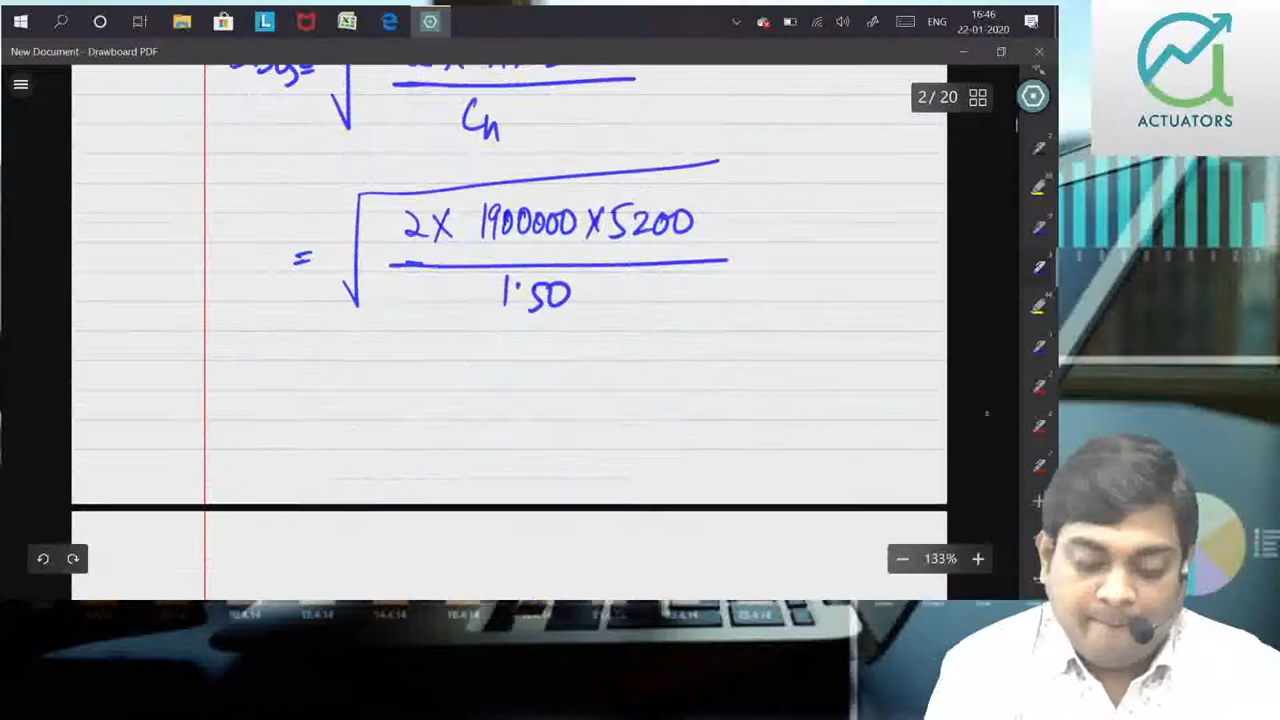 16:46
ENG
22-01-2020
New Document - Drawboard PDF
2 / 20
ACTUATORS
Cn
= √ 2 X 1900000 X 5200
1.50
133%